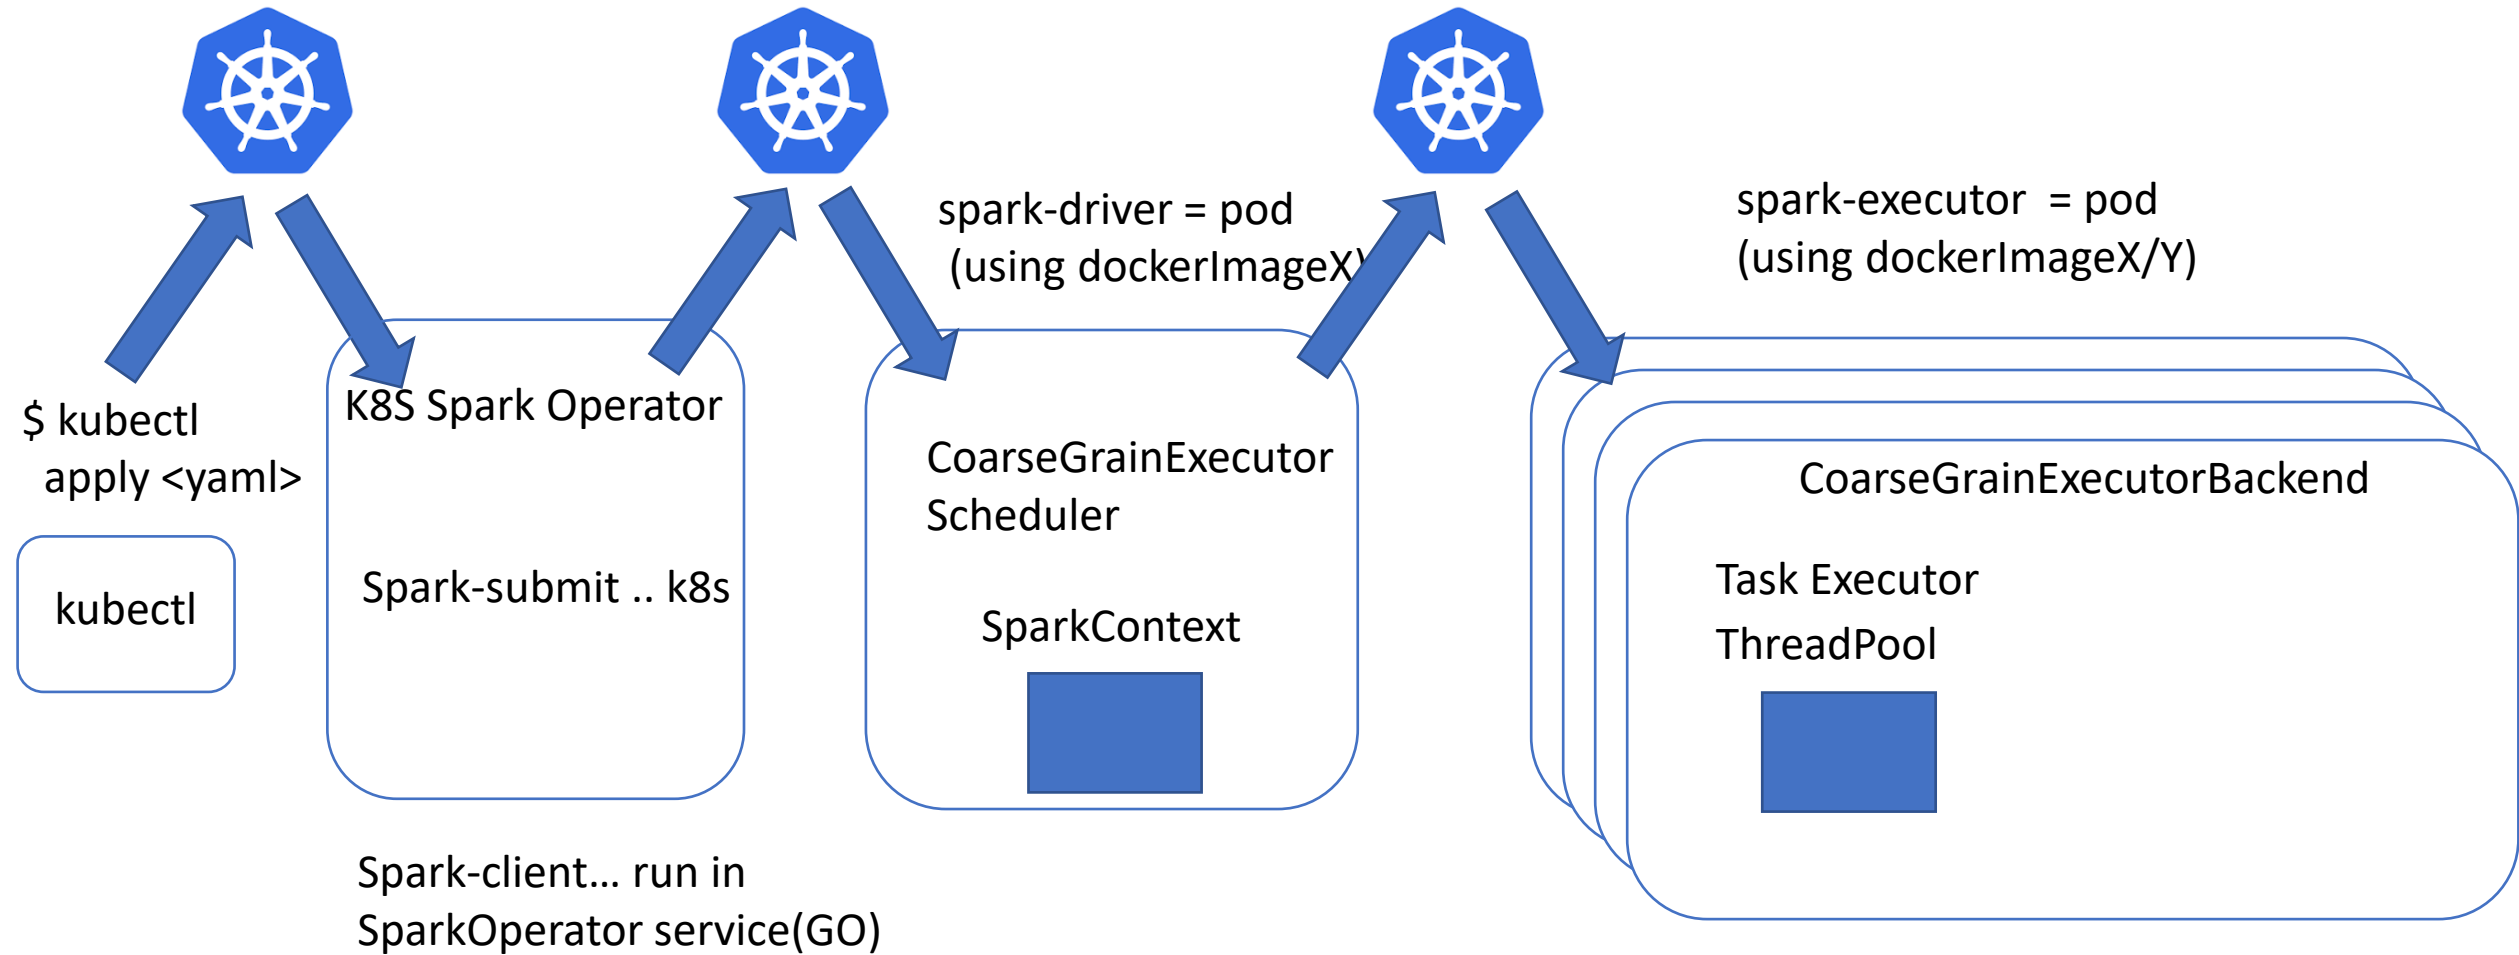 $ kubectl
apply <yaml>
kubectl
K8S Spark Operator
Spark-submit .. k8s
Spark-client... run in
SparkOperator service(GO)
spark-driver = pod
(using dockerImageX)
CoarseGrainExecutor
Scheduler
SparkContext
spark-executor  = pod
(using dockerImageX/Y)
CoarseGrainExecutorBackend
Task Executor
ThreadPool